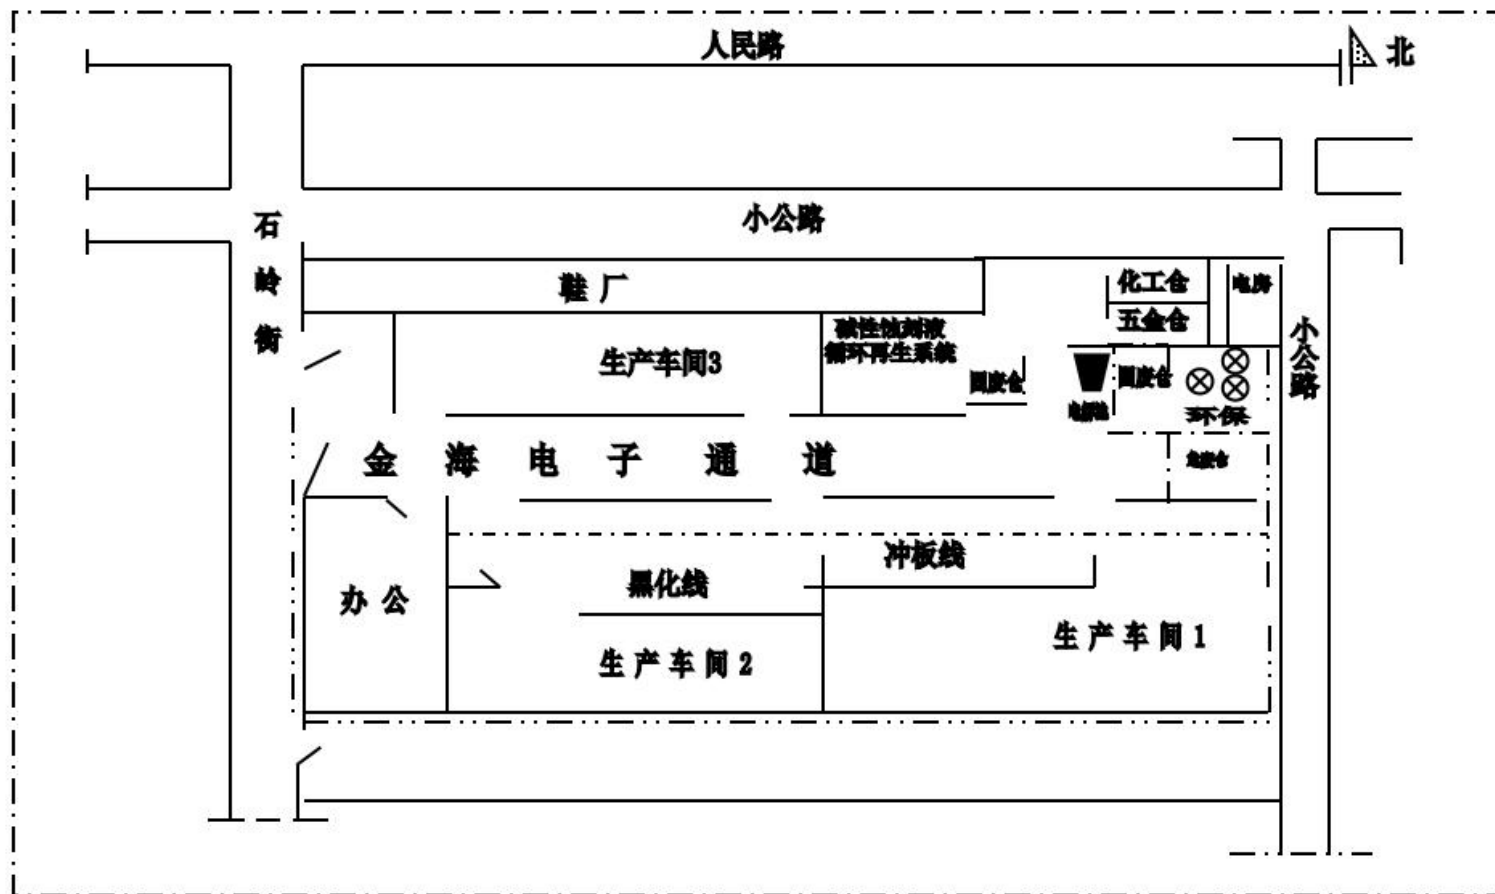 人民路
北
小公路
石岭街
鞋 厂
化工仓
电房
五金仓
碱性蚀刻液
循环再生系统
生产车间3
固废仓
固废仓
小公路
环保
金海电子通道
危废仓
冲板线
黑化线
办 公
生产车间1
生产车间2